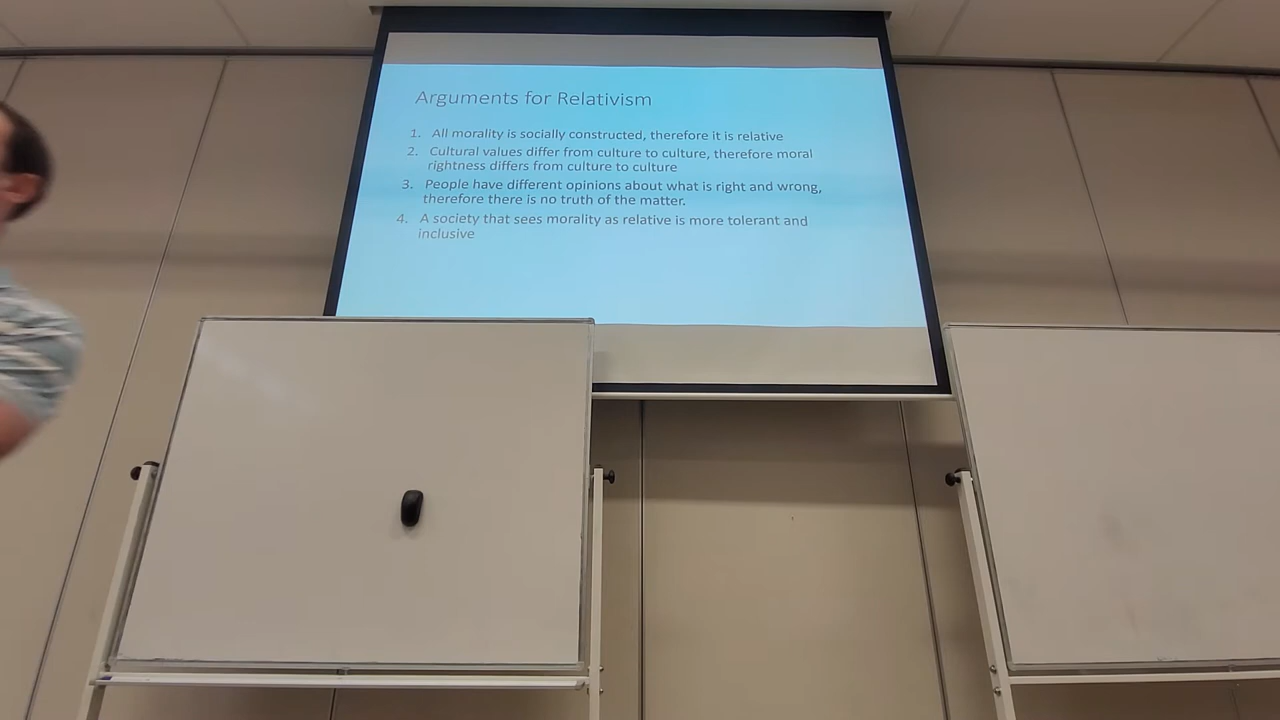 Arguments for Relativism
1. All morality is socially constructed, therefore it is relative
2. Cultural values differ from culture to culture, therefore moral
rightness differs from culture to culture
3. People have different opinions about what is right and wrong,
therefore there is no truth of the matter.
4. A society that sees morality as relative is more tolerant and
inclusive